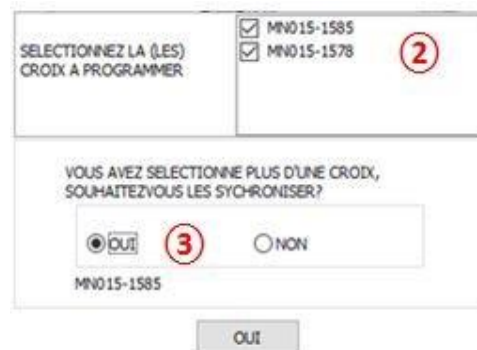 SELECTIONNEZ LA (LES)
CROIX A PROGRAMMER
MN015-1585
MN015-1578
2
VOUS AVEZ SELECTIONNE PLUS D'UNE CROIX,
SOUHAITEZVOUS LES SYCHRONISER?
OUI
3
NON
MN015-1585
OUI